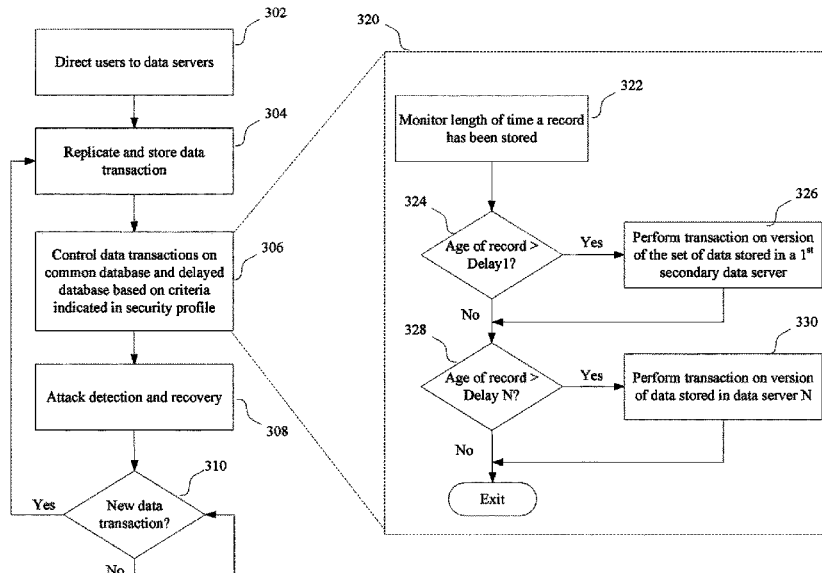 302
Direct users to data servers
304
Replicate and store data
transaction
306
Control data transactions on
common database and delayed
database based on criteria
indicated in security profile
Attack detection and recovery
308
310
Yes
New data
transaction?
No
320
322
Monitor length of time a record
has been stored
324
Age of record >
Delay1?
Yes
326
Perform transaction on version
of the set of data stored in a 1st
secondary data server
No
328
Age of record >
Delay N?
Yes
330
Perform transaction on version
of data stored in data server N
No
Exit